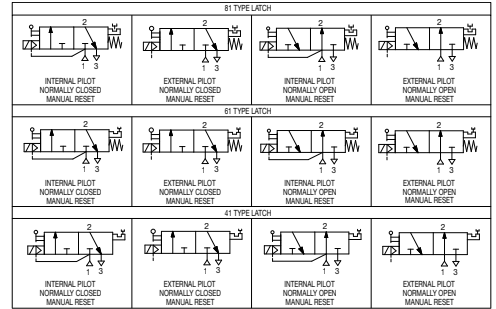 81 TYPE LATCH
2 2 2 2
1 3 1 3 1 3 1 3
INTERNAL PILOT EXTERNAL PILOT INTERNAL PILOT EXTERNAL PILOT
NORMALLY CLOSED NORMALLY CLOSED NORMALLY OPEN NORMALLY OPEN
MANUAL RESET MANUAL RESET MANUAL RESET MANUAL RESET
61 TYPE LATCH
2 2 2 2
1 3 1 3 1 3 1 3
INTERNAL PILOT EXTERNAL PILOT INTERNAL PILOT EXTERNAL PILOT
NORMALLY CLOSED NORMALLY CLOSED NORMALLY OPEN NORMALLY OPEN
MANUAL RESET MANUAL RESET MANUAL RESET MANUAL RESET
41 TYPE LATCH
2 2 2 2
1 3 1 3 1 3 1 3
INTERNAL PILOT EXTERNAL PILOT INTERNAL PILOT EXTERNAL PILOT
NORMALLY CLOSED NORMALLY CLOSED NORMALLY OPEN NORMALLY OPEN
MANUAL RESET MANUAL RESET MANUAL RESET MANUAL RESET